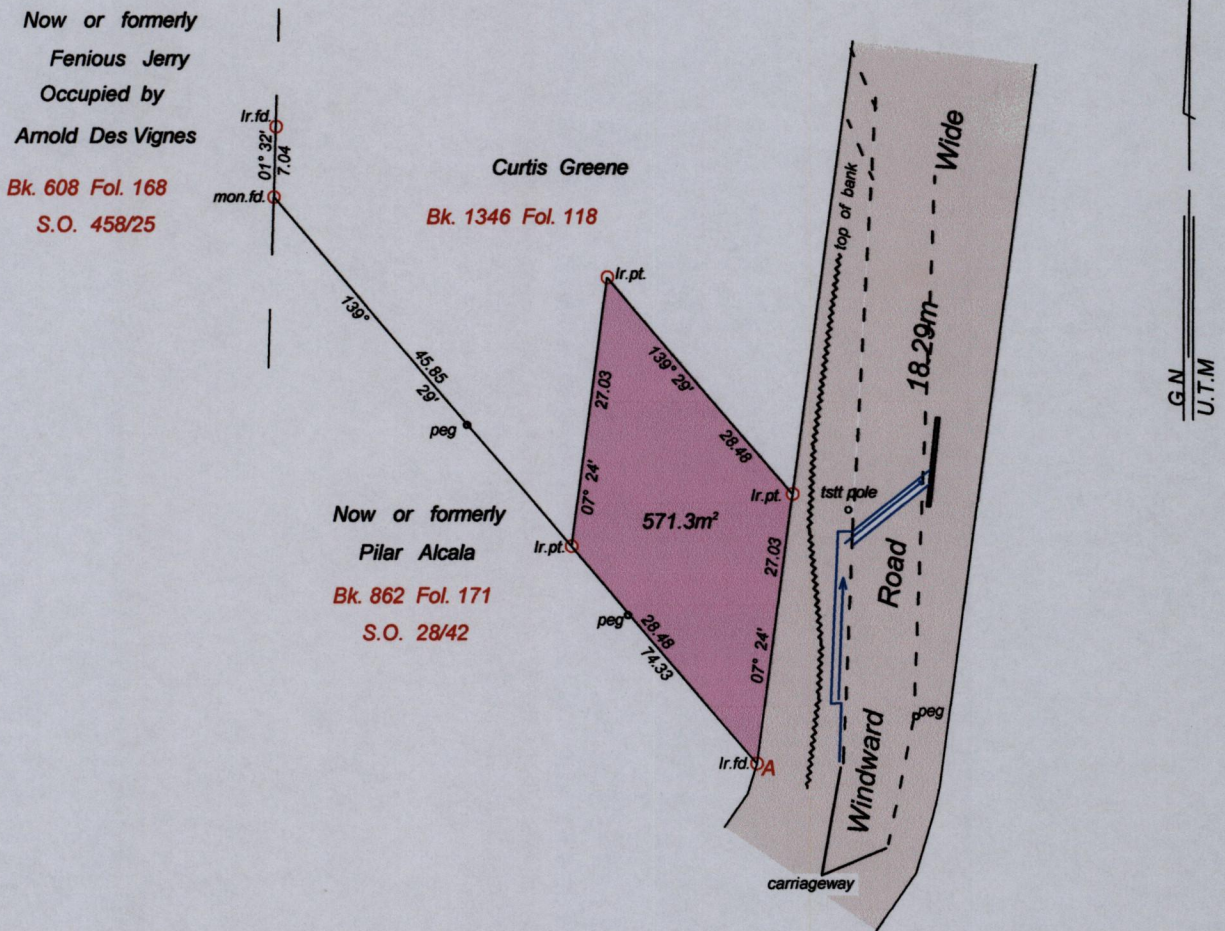 Now or formerly
Fenious Jerry
Occupied by
Arnold Des Vignes
Bk. 608 Fol. 168
S.O. 458/25
Ir.fd.
01° 32'
7.04
mon.fd.
Curtis Greene
Bk. 1346 Fol. 118
139°
45.85
29'
peg
Now or formerly
Pilar Alcala
Bk. 862 Fol. 171
S.O. 28/42
Ir.pt.
27.03
07° 24'
Ir.pt.
139° 29'
28.48
Ir.pt.
571.3m²
27.03
07° 24'
peg
28.48
74.33
Ir.fd.
A
top of bank
tstt pole
Windward Road 18.29m Wide
peg
carriageway
G N
U.T.M